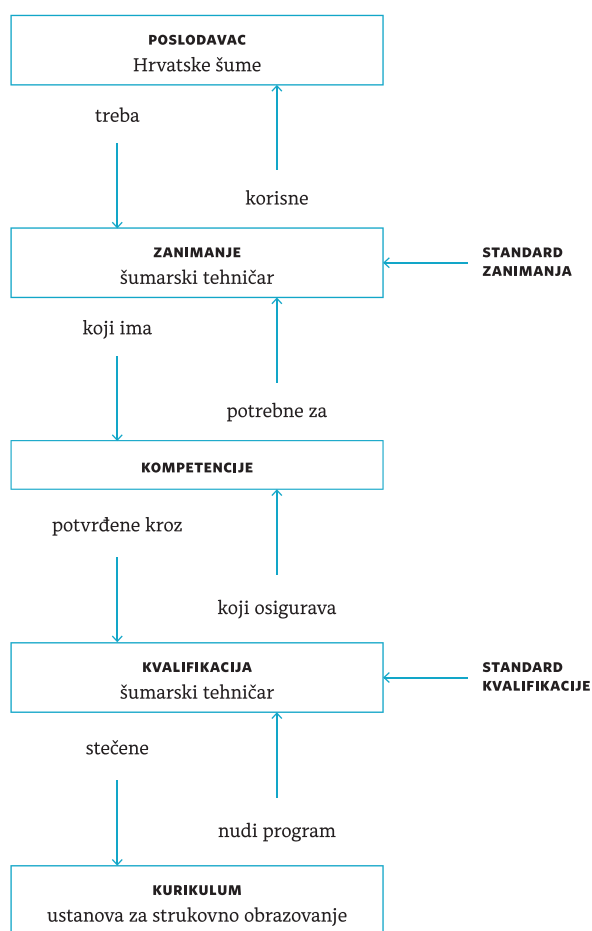 POSLODAVAC
Hrvatske šume
treba
korisne
ZANIMANJE
šumarski tehničar
STANDARD
ZANIMANJA
koji ima
potrebne za
KOMPETENCIJE
potvrđene kroz
koji osigurava
KVALIFIKACIJA
šumarski tehničar
STANDARD
KVALIFIKACIJE
stečene
nudi program
KURIKULUM
ustanova za strukovno obrazovanje